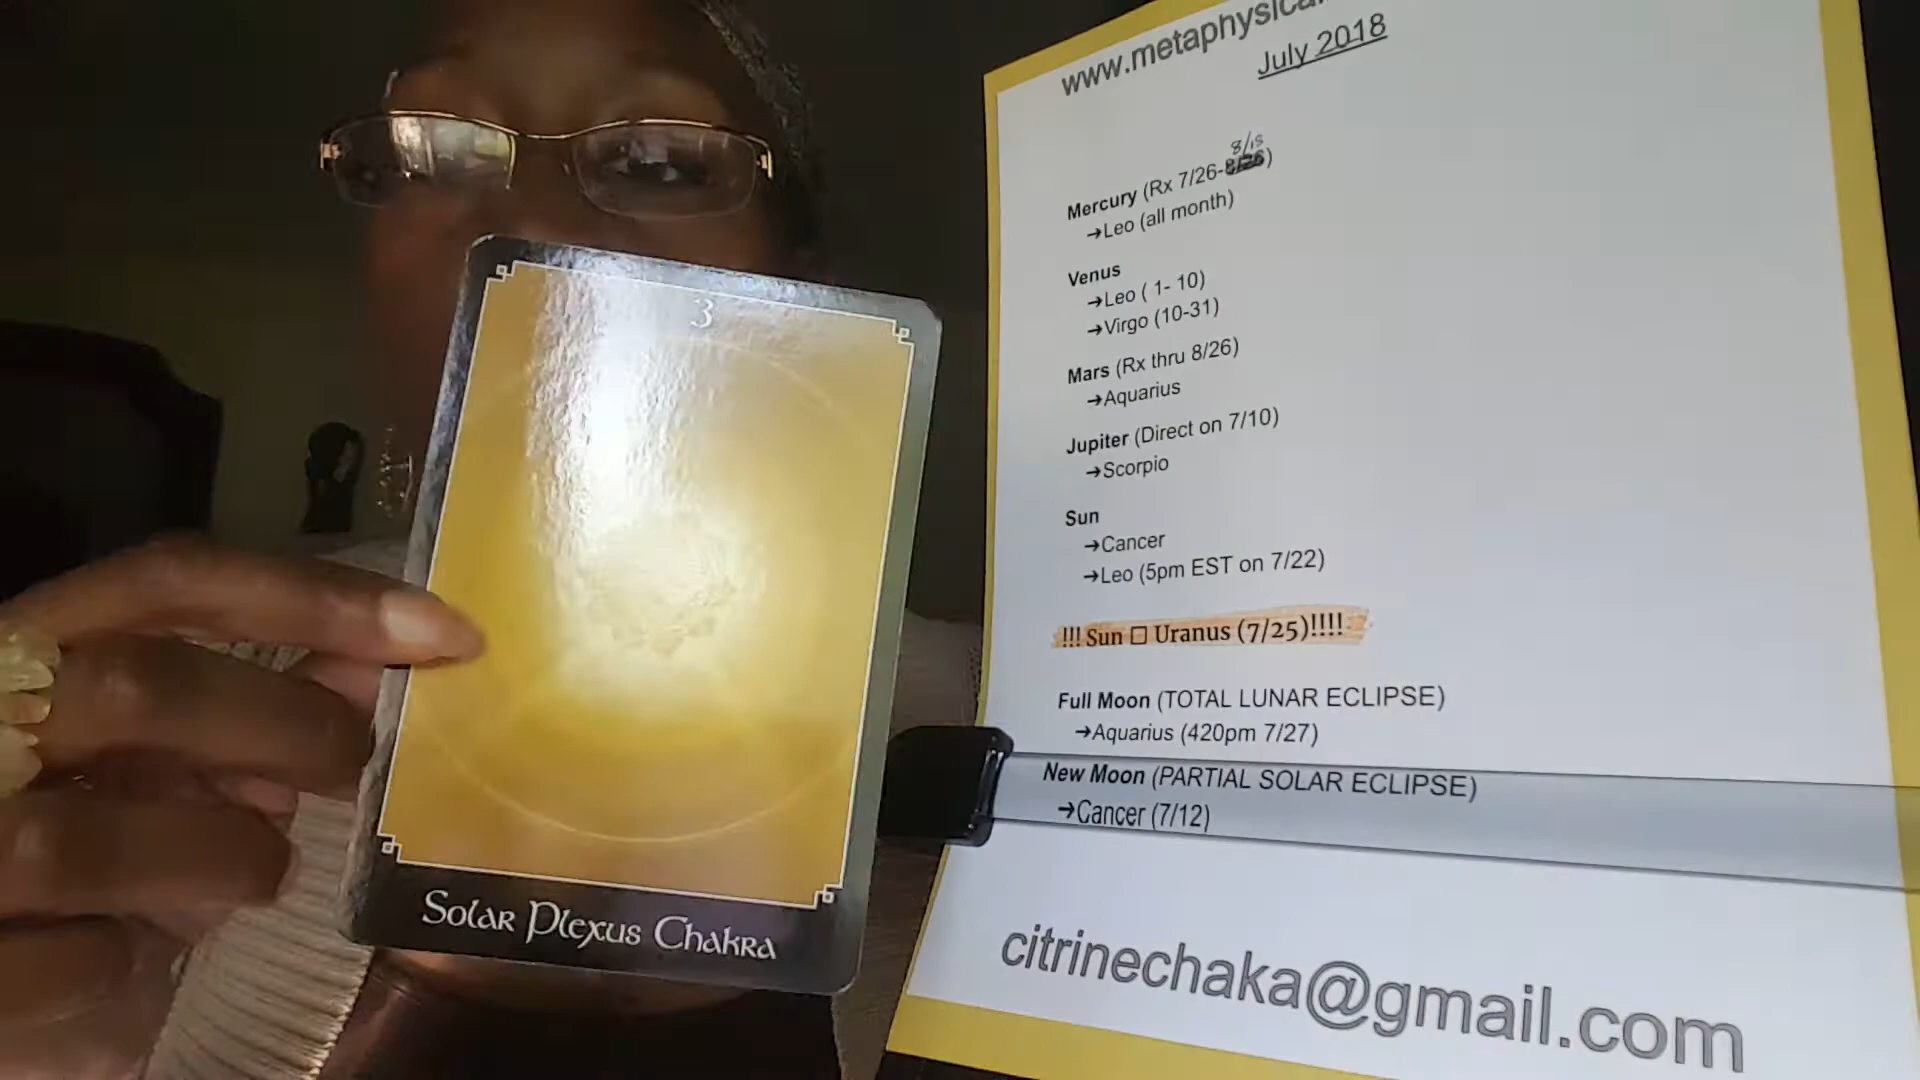 3
Solar Plexus Chakra
www.metaphysical
July 2018
8/18
Mercury (Rx 7/26- )
→Leo (all month)
Venus
→Leo ( 1- 10)
→Virgo (10-31)
Mars (Rx thru 8/26)
→Aquarius
Jupiter (Direct on 7/10)
→Scorpio
Sun
→Cancer
→Leo (5pm EST on 7/22)
!!! Sun □ Uranus (7/25)!!!!
Full Moon (TOTAL LUNAR ECLIPSE)
→Aquarius (420pm 7/27)
New Moon (PARTIAL SOLAR ECLIPSE)
→Cancer (7/12)
citrinechaka@gmail.com